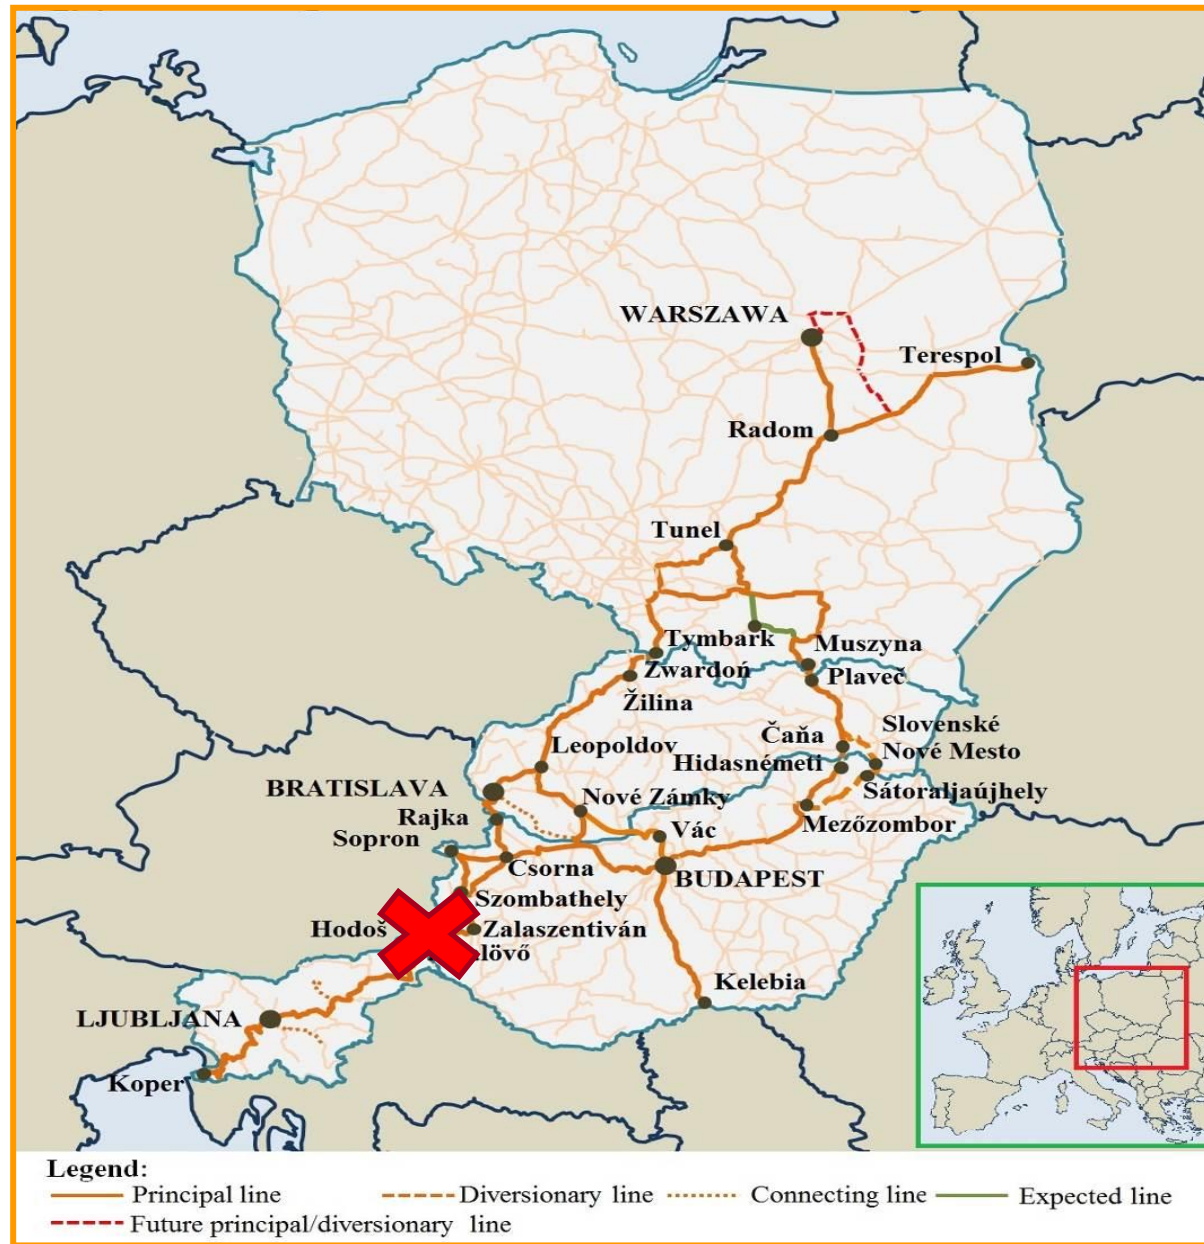 WARSZAWA
Terespol
Radom
Tunel
Tymbark
Muszyna
Zwardoń
Plaveč
Žilina
Slovenské
Čaňa
Leopoldov
Nové Mesto
Hidasnémeti
BRATISLAVA
Sátoraljaújhely
Nové Zámky
Rajka
Mezőzombor
Vác
Sopron
Csorna
BUDAPEST
Szombathely
Hodoš
Zalaszentiván
lövő
Kelebia
LJUBLJANA
Koper
Legend:
Principal line
Diversionary line
Connecting line
Expected line
Future principal/diversionary line